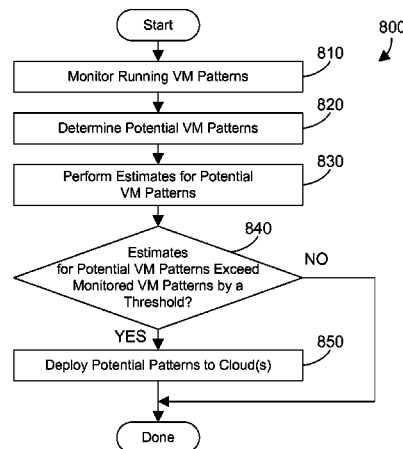 Start
800
810
Monitor Running VM Patterns
820
Determine Potential VM Patterns
830
Perform Estimates for Potential
VM Patterns
840
Estimates
for Potential VM Patterns Exceed
Monitored VM Patterns by a
Threshold?
NO
YES
850
Deploy Potential Patterns to Cloud(s)
Done